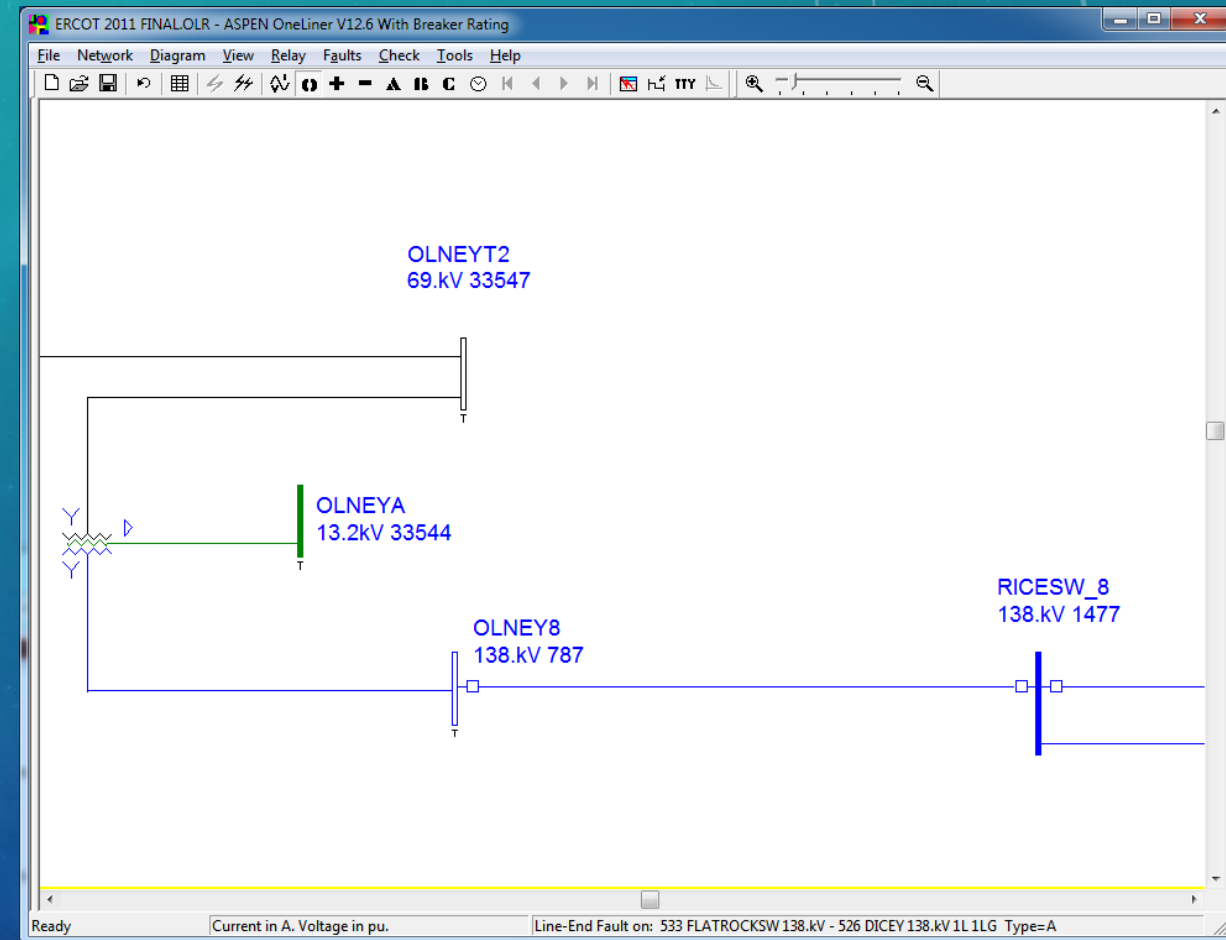 ERCOT 2011 FINAL.OLR - ASPEN OneLiner V12.6 With Breaker Rating
File Network Diagram View Relay Faults Check Tools Help
A B C TTY
OLNEYT2
69.kV 33547
T
OLNEYA
13.2kV 33544
T
RICESW_8
138.kV 1477
OLNEY8
138.kV 787
T
Ready Current in A. Voltage in pu. Line-End Fault on: 533 FLATROCKSW 138.kV - 526 DICEY 138.kV 1L 1LG Type=A